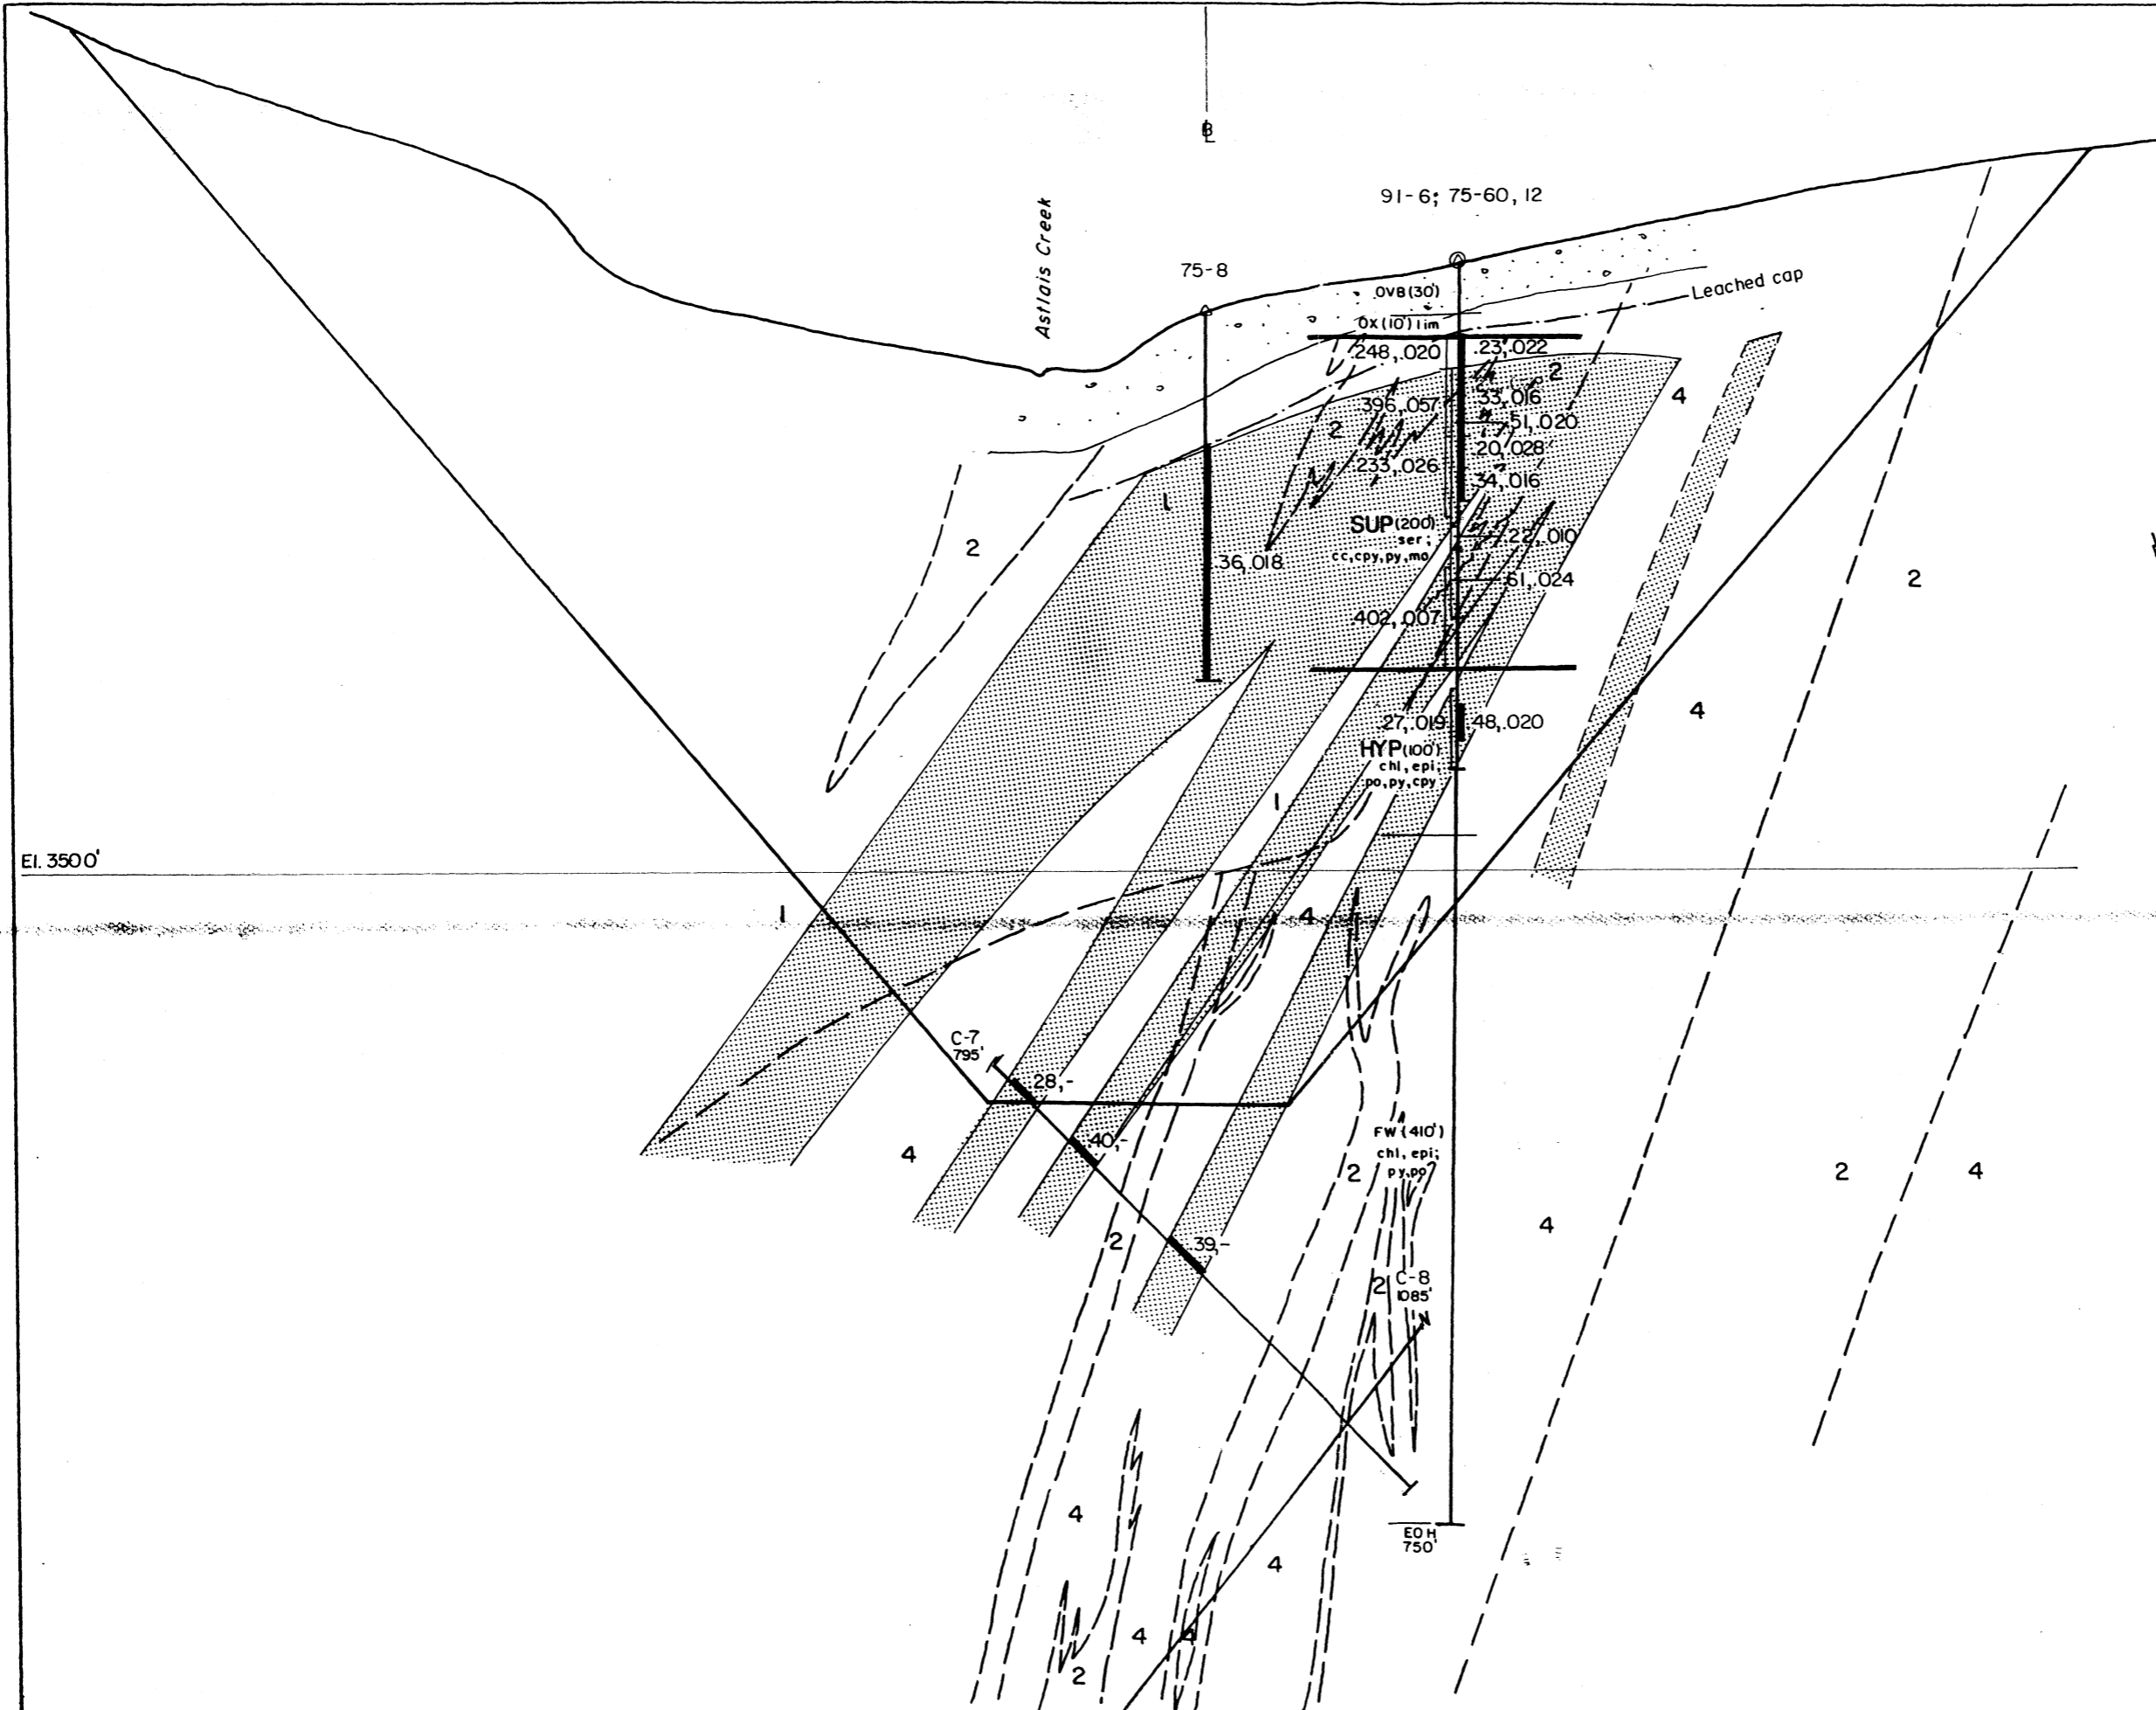 BL
Astlais Creek
91-6; 75-60, 12
75-8
Leached cap
OVB (30')
OX (10') lim
.248,.020
.23,.022
2
.33,.016
4
.396,.057
.51,.020
2
.20,.028
.233,.026
.34,.016
1
SUP (200')
ser;
cc,cpy,py,mo
.22,.010
2
.36,.018
.61,.024
2
.402,.007
4
.27,.019
.48,.020
HYP (100')
chl, epi;
po,py,cpy
1
El. 3500'
1
4
C-7
795'
.28,-
.40,-
FW (410')
chl, epi;
py,po
4
2
2
4
4
2
.39,-
2
C-8
1085'
4
EOH
750'
4
4
4
2